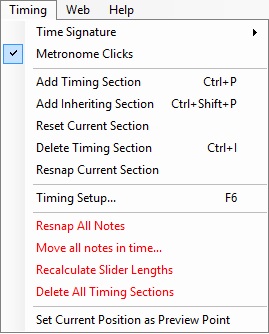 Timing Web Help
Time Signature
Metronome Clicks
Add Timing Section Ctrl+P
Add Inheriting Section Ctrl+Shift+P
Reset Current Section
Delete Timing Section Ctrl+I
Resnap Current Section
Timing Setup... F6
Resnap All Notes
Move all notes in time...
Recalculate Slider Lengths
Delete All Timing Sections
Set Current Position as Preview Point